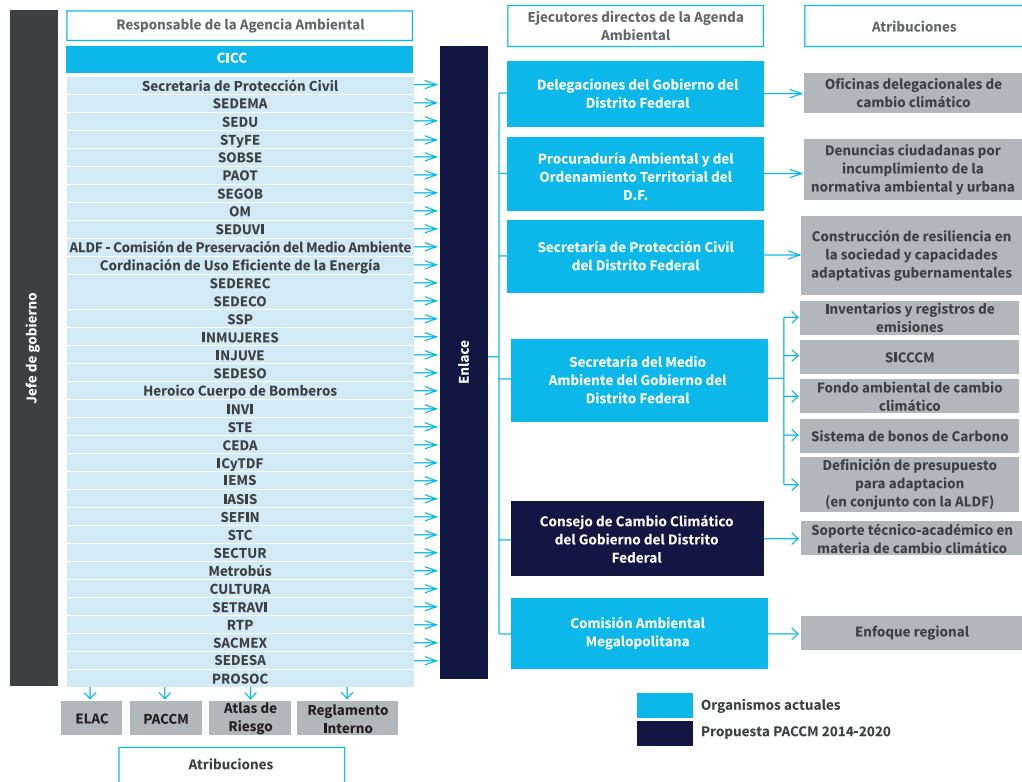 Jefe de gobierno
Responsable de la Agencia Ambiental
CICC
Secretaria de Protección Civil
SEDEMA
SEDU
STyFE
SOBSE
PAOT
SEGOB
OM
SEDUVI
ALDF - Comisión de Preservación del Medio Ambiente
Cordinación de Uso Eficiente de la Energía
SEDEREC
SEDECO
SSP
INMUJERES
INJUVE
SEDESO
Heroico Cuerpo de Bomberos
INVI
STE
CEDA
ICyTDF
IEMS
IASIS
SEFIN
STC
SECTUR
Metrobús
CULTURA
SETRAVI
RTP
SACMEX
SEDESA
PROSOC
ELAC
PACCM
Atlas de
Riesgo
Reglamento
Interno
Atribuciones
Enlace
Ejecutores directos de la Agenda
Ambiental
Delegaciones del Gobierno del
Distrito Federal
Procuraduría Ambiental y del
Ordenamiento Territorial del
D.F.
Secretaría de Protección Civil
del Distrito Federal
Secretaría del Medio
Ambiente del Gobierno del
Distrito Federal
Consejo de Cambio Climático
del Gobierno del Distrito
Federal
Comisión Ambiental
Megalopolitana
Atribuciones
Oficinas delegacionales de
cambio climático
Denuncias ciudadanas por
incumplimiento de la
normativa ambiental y urbana
Construcción de resiliencia en
la sociedad y capacidades
adaptativas gubernamentales
Inventarios y registros de
emisiones
SICCCM
Fondo ambiental de cambio
climático
Sistema de bonos de Carbono
Definición de presupuesto
para adaptacion
(en conjunto con la ALDF)
Soporte técnico-académico en
materia de cambio climático
Enfoque regional
Organismos actuales
Propuesta PACCM 2014-2020